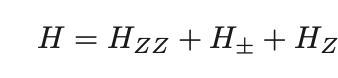 H = H_{ZZ} + H_{\pm} + H_Z